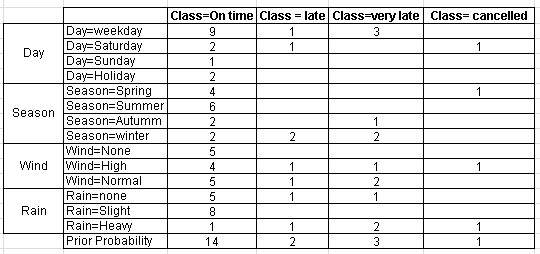 Class=On time Class = late Class=very late Class= cancelled
Day Day=weekday 9 1 3
Day=Saturday 2 1 1
Day=Sunday 1
Day=Holiday 2
Season Season=Spring 4 1
Season=Summer 6
Season=Autumm 2 1
Season=winter 2 2 2
Wind Wind=None 5
Wind=High 4 1 1 1
Wind=Normal 5 1 2
Rain Rain=none 5 1 1
Rain=Slight 8
Rain=Heavy 1 1 2 1
Prior Probability 14 2 3 1